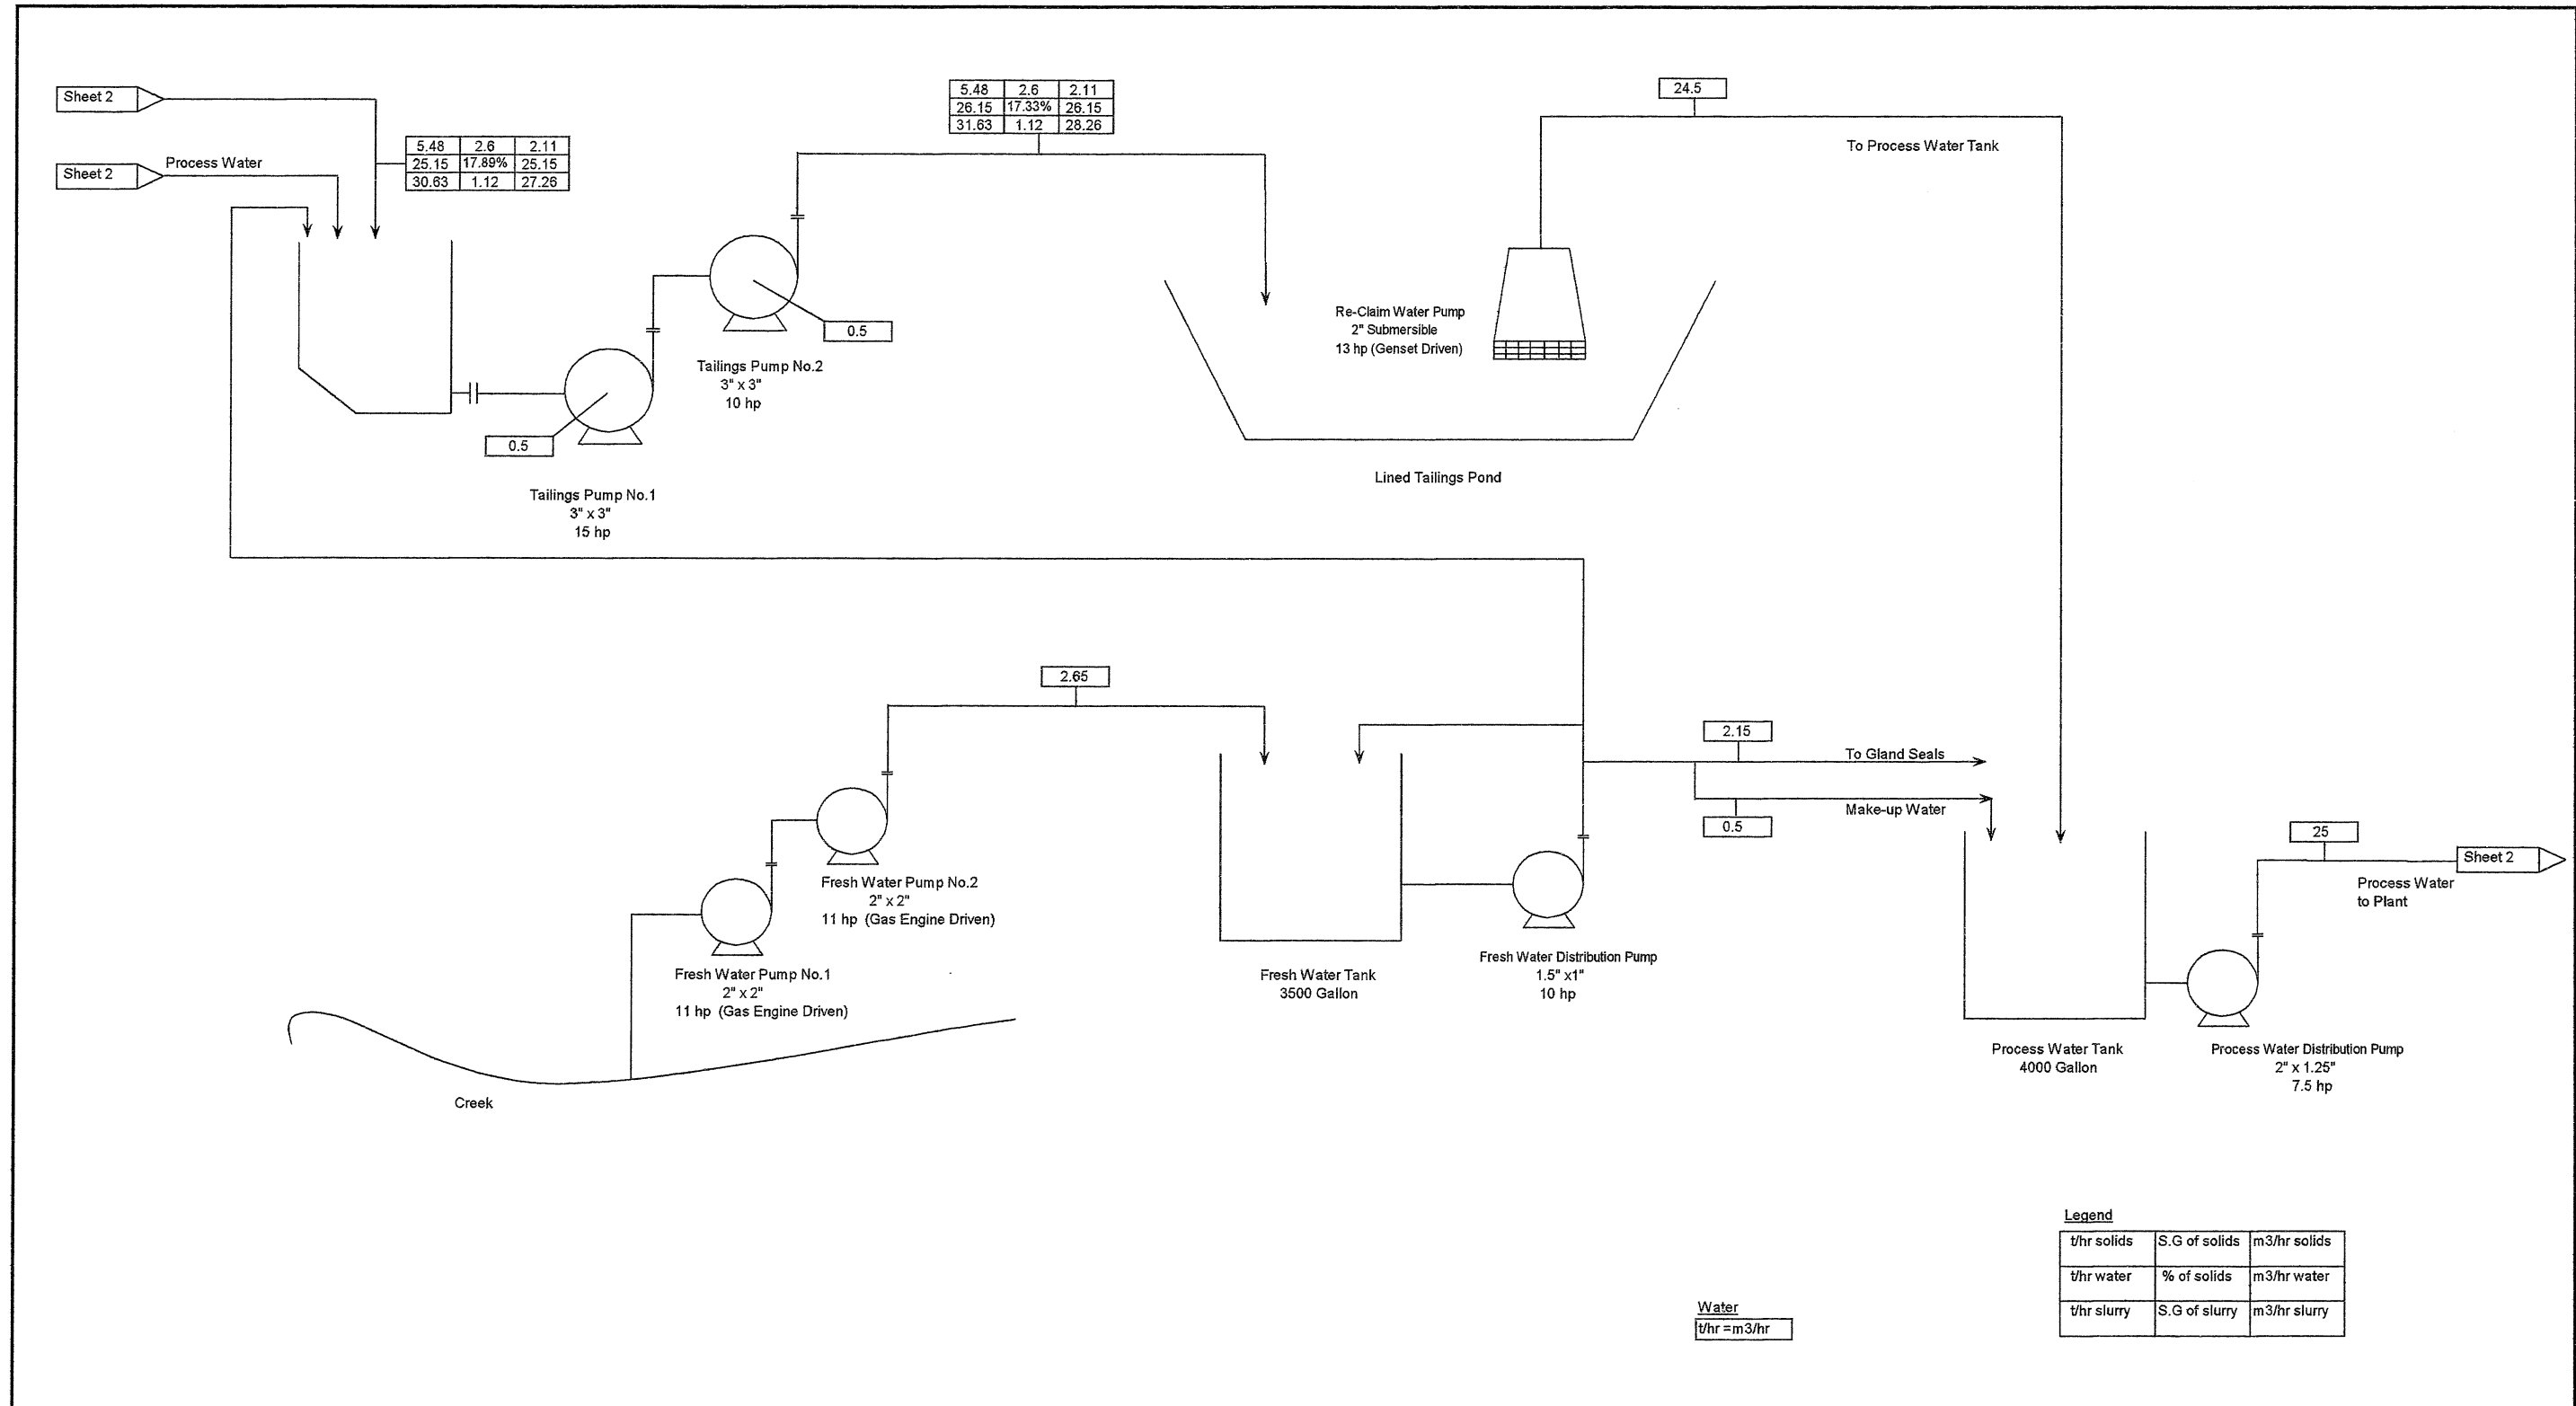 Sheet 2
Process Water
Sheet 2
5.48 2.6 2.11
25.15 17.89% 25.15
30.63 1.12 27.26
5.48 2.6 2.11
26.15 17.33% 26.15
31.63 1.12 28.26
24.5
To Process Water Tank
0.5
Tailings Pump No.2
3" x 3"
10 hp
0.5
Tailings Pump No.1
3" x 3"
15 hp
Re-Claim Water Pump
2" Submersible
13 hp (Genset Driven)
Lined Tailings Pond
2.65
Fresh Water Pump No.2
2" x 2"
11 hp (Gas Engine Driven)
Fresh Water Pump No.1
2" x 2"
11 hp (Gas Engine Driven)
Creek
Fresh Water Tank
3500 Gallon
Fresh Water Distribution Pump
1.5" x1"
10 hp
2.15
To Gland Seals
Make-up Water
0.5
25
Sheet 2
Process Water
to Plant
Process Water Tank
4000 Gallon
Process Water Distribution Pump
2" x 1.25"
7.5 hp
Legend
t/hr solids S.G of solids m3/hr solids
t/hr water % of solids m3/hr water
t/hr slurry S.G of slurry m3/hr slurry
Water
t/hr =m3/hr